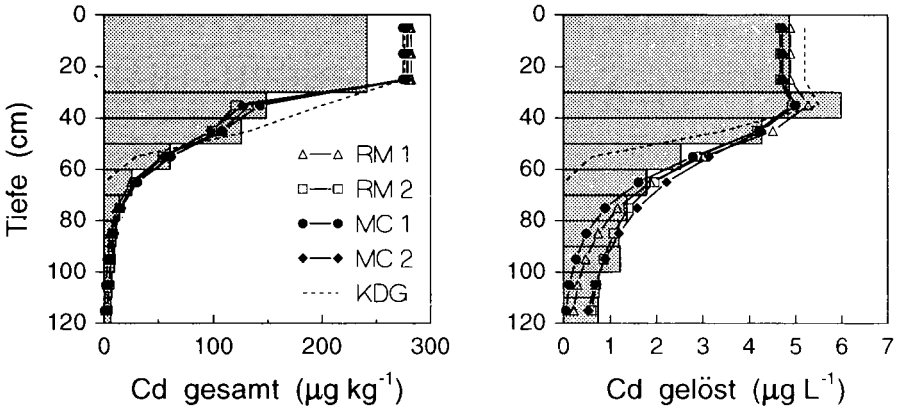 0
20
40
60
80
100
120
Tiefe (cm)
0 100 200 300
Cd gesamt (µg kg⁻¹)
RM 1
RM 2
MC 1
MC 2
KDG
0
20
40
60
80
100
120
0 1 2 3 4 5 6 7
Cd gelöst (µg L⁻¹)